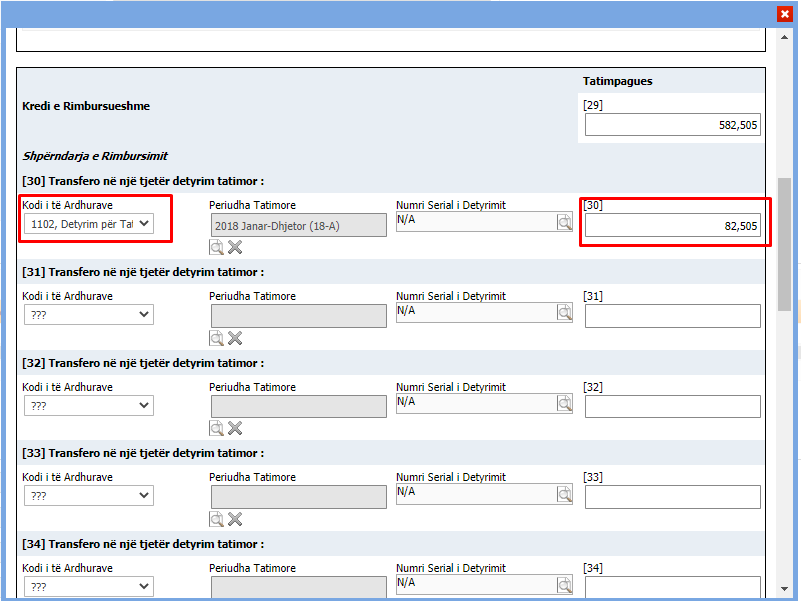 Tatimpagues
Kredi e Rimbursueshme
[29]
582,505
Shpërndarja e Rimbursimit
[30] Transfero në një tjetër detyrim tatimor :
Kodi i të Ardhurave Periudha Tatimore Numri Serial i Detyrimit [30]
1102, Detyrim për Tat 2018 Janar-Dhjetor (18-A) N/A 82,505
[31] Transfero në një tjetër detyrim tatimor :
Kodi i të Ardhurave Periudha Tatimore Numri Serial i Detyrimit [31]
??? N/A
[32] Transfero në një tjetër detyrim tatimor :
Kodi i të Ardhurave Periudha Tatimore Numri Serial i Detyrimit [32]
??? N/A
[33] Transfero në një tjetër detyrim tatimor :
Kodi i të Ardhurave Periudha Tatimore Numri Serial i Detyrimit [33]
??? N/A
[34] Transfero në një tjetër detyrim tatimor :
Kodi i të Ardhurave Periudha Tatimore Numri Serial i Detyrimit [34]
??? N/A